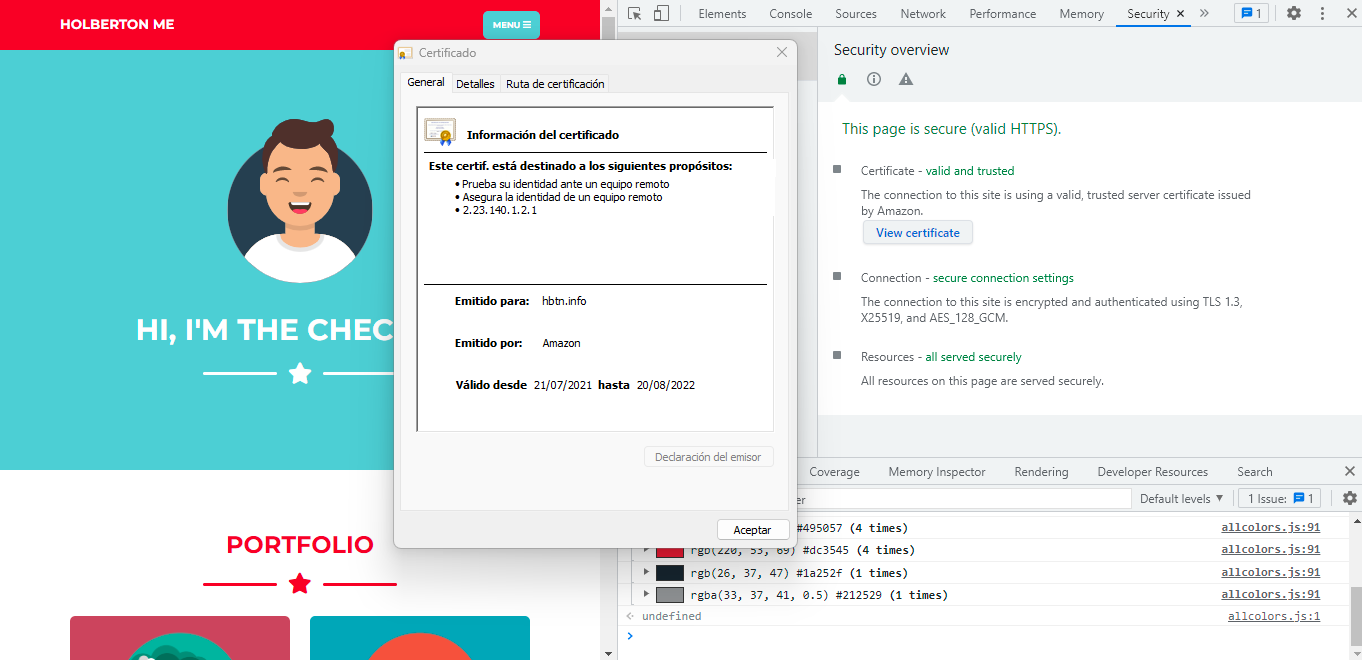 HOLBERTON ME
MENU
HI, I'M THE CHEC
PORTFOLIO
Certificado
General
Detalles
Ruta de certificación
Información del certificado
Este certif. está destinado a los siguientes propósitos:
• Prueba su identidad ante un equipo remoto
• Asegura la identidad de un equipo remoto
• 2.23.140.1.2.1
Emitido para: hbtn.info
Emitido por: Amazon
Válido desde 21/07/2021 hasta 20/08/2022
Declaración del emisor
Aceptar
Elements Console Sources Network Performance Memory Security 1
Security overview
This page is secure (valid HTTPS).
Certificate - valid and trusted
The connection to this site is using a valid, trusted server certificate issued
by Amazon.
View certificate
Connection - secure connection settings
The connection to this site is encrypted and authenticated using TLS 1.3,
X25519, and AES_128_GCM.
Resources - all served securely
All resources on this page are served securely.
Coverage Memory Inspector Rendering Developer Resources Search
er Default levels ▼ 1 Issue: 1
#495057 (4 times) allcolors.js:91
rgb(220, 53, 69) #dc3545 (4 times) allcolors.js:91
rgb(26, 37, 47) #1a252f (1 times) allcolors.js:91
rgba(33, 37, 41, 0.5) #212529 (1 times) allcolors.js:91
undefined allcolors.js:1